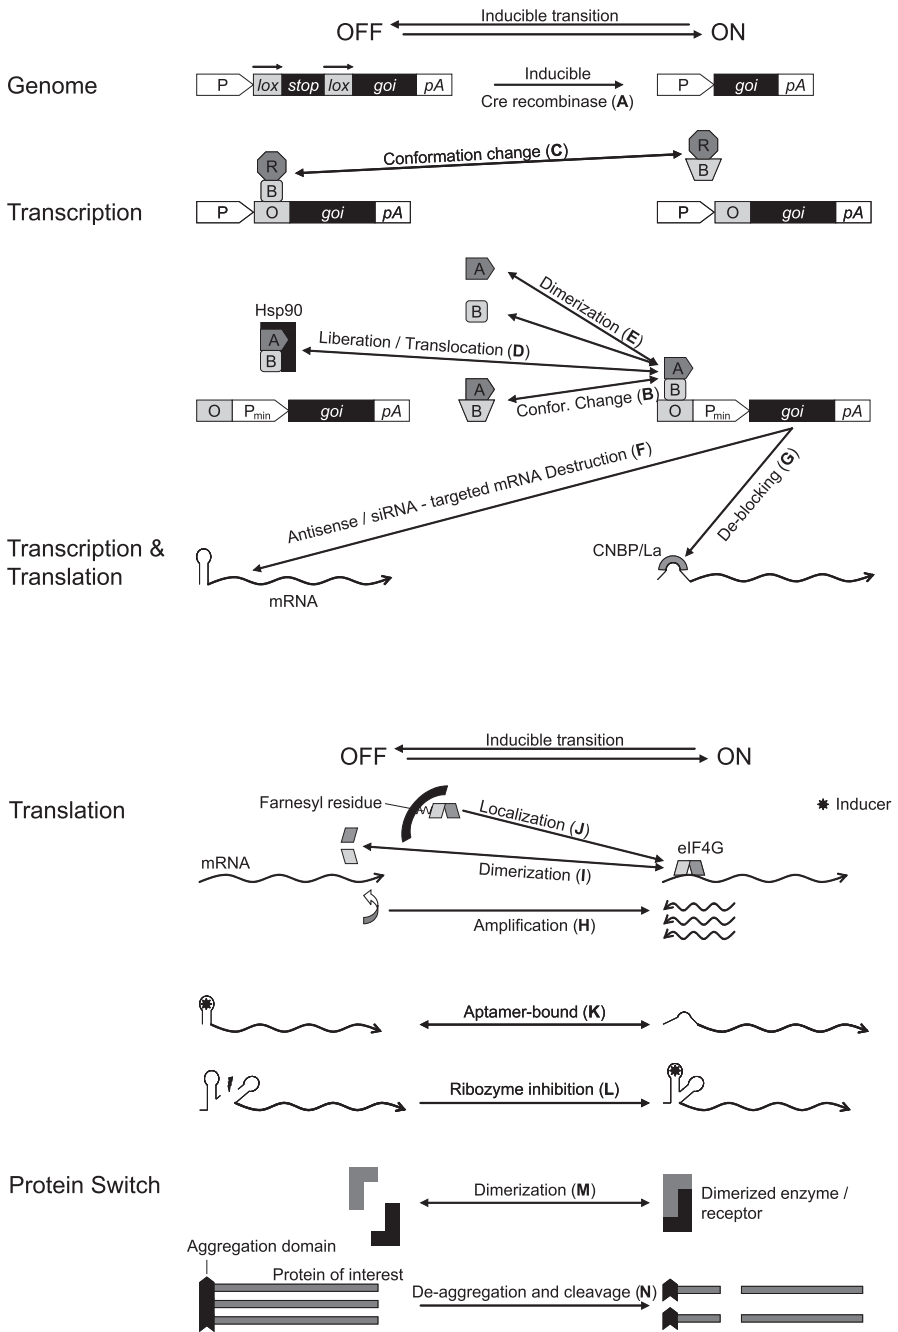 Inducible transition
OFF ON
Genome
P lox stop lox goi pA
Inducible
Cre recombinase (A)
P goi pA
Conformation change (C)
R
B
R
B
Transcription
P O goi pA
P O goi pA
A
B
Dimerization (E)
Hsp90
A
B
Liberation / Translocation (D)
A
B
A
B
Confor. Change (B)
O Pmin goi pA
O Pmin goi pA
Antisense / siRNA - targeted mRNA Destruction (F)
De-blocking (G)
Transcription &
Translation
CNBP/La
mRNA
Inducible transition
OFF ON
Translation
Farnesyl residue
Localization (J)
Inducer
eIF4G
mRNA
Dimerization (I)
Amplification (H)
Aptamer-bound (K)
Ribozyme inhibition (L)
Protein Switch
Dimerization (M)
Dimerized enzyme /
receptor
Aggregation domain
Protein of interest
De-aggregation and cleavage (N)